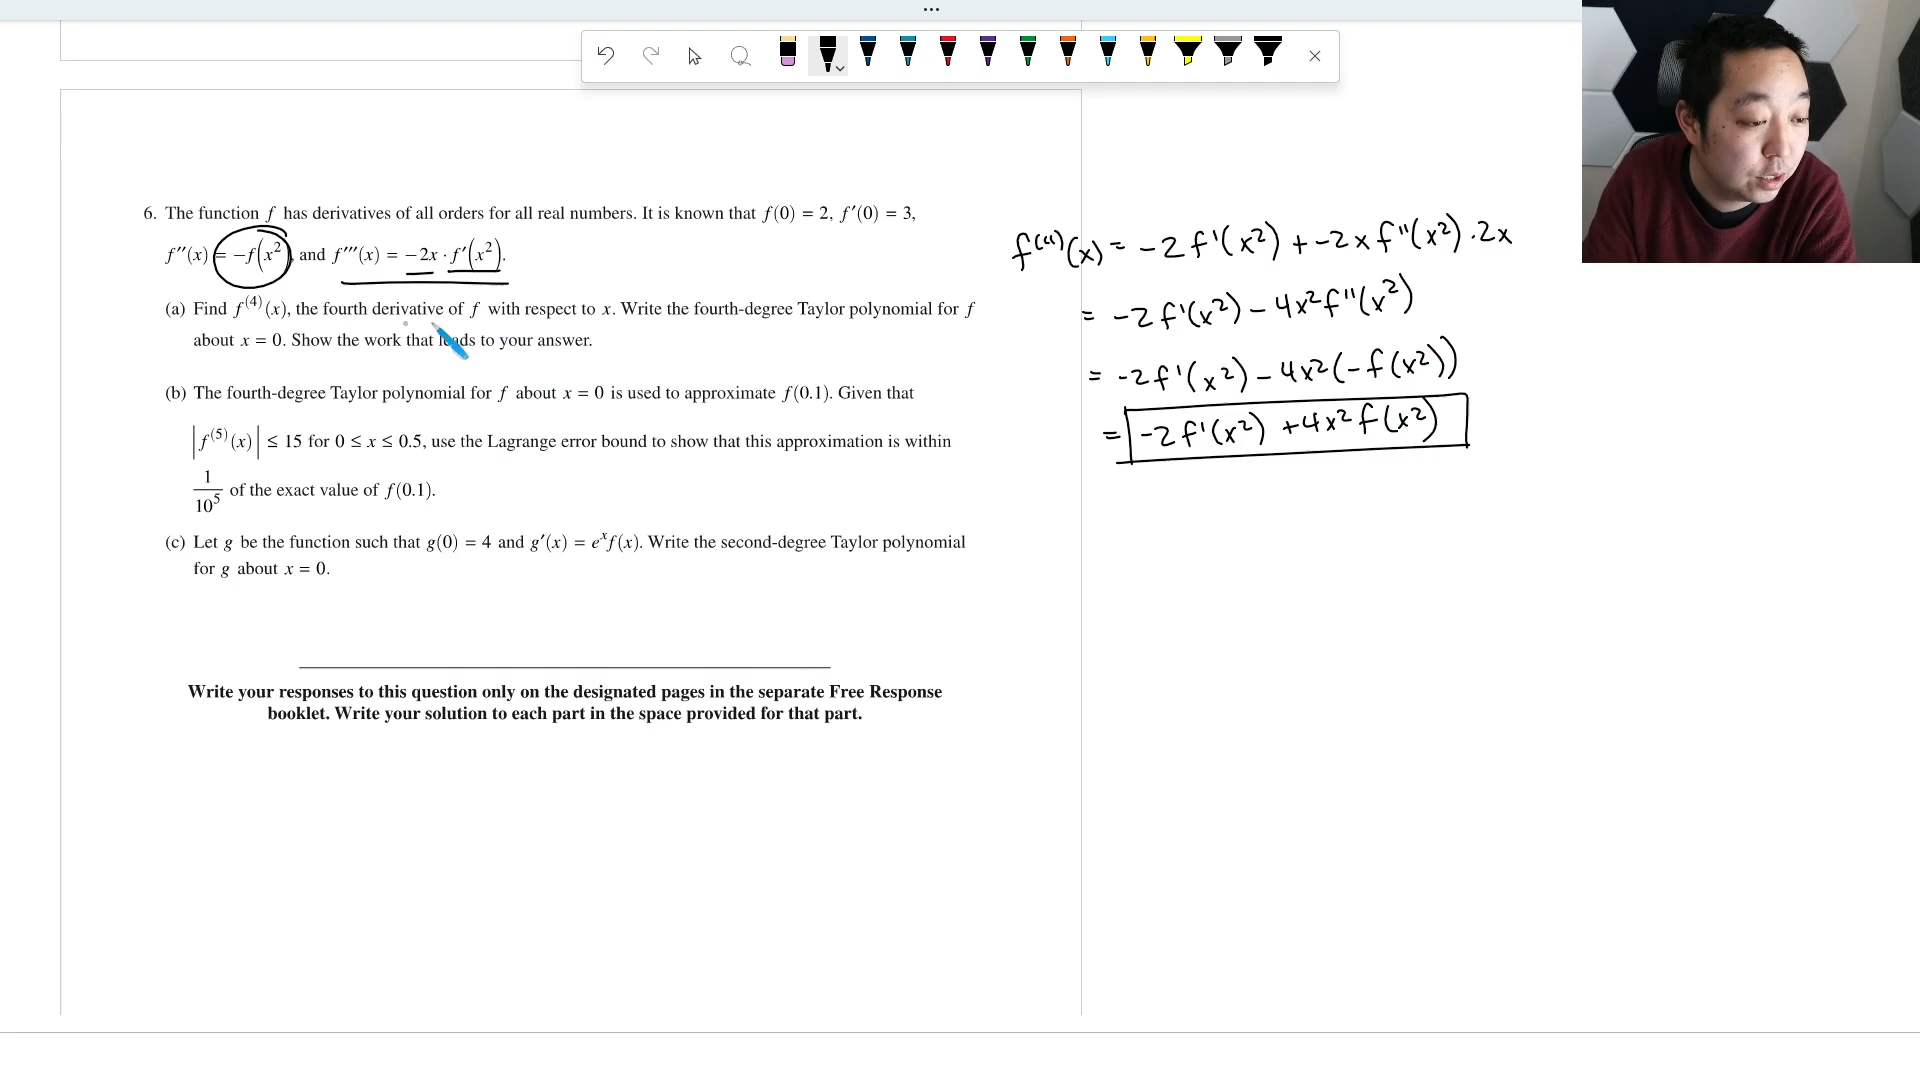 6. The function f has derivatives of all orders for all real numbers. It is known that f(0) = 2, f′(0) = 3,
f″(x) = −f(x²), and f‴(x) = −2x · f′(x²).
(a) Find f⁽⁴⁾(x), the fourth derivative of f with respect to x. Write the fourth-degree Taylor polynomial for f
about x = 0. Show the work that leads to your answer.
(b) The fourth-degree Taylor polynomial for f about x = 0 is used to approximate f(0.1). Given that
|f⁽⁵⁾(x)| ≤ 15 for 0 ≤ x ≤ 0.5, use the Lagrange error bound to show that this approximation is within
1/10⁵ of the exact value of f(0.1).
(c) Let g be the function such that g(0) = 4 and g′(x) = eˣf(x). Write the second-degree Taylor polynomial
for g about x = 0.
Write your responses to this question only on the designated pages in the separate Free Response
booklet. Write your solution to each part in the space provided for that part.
f⁽⁴⁾(x) = -2f'(x²) + -2x f"(x²)·2x
= -2f'(x²) - 4x²f"(x²)
= -2f'(x²) - 4x²(-f(x²))
= -2f'(x²) +4x²f(x²)